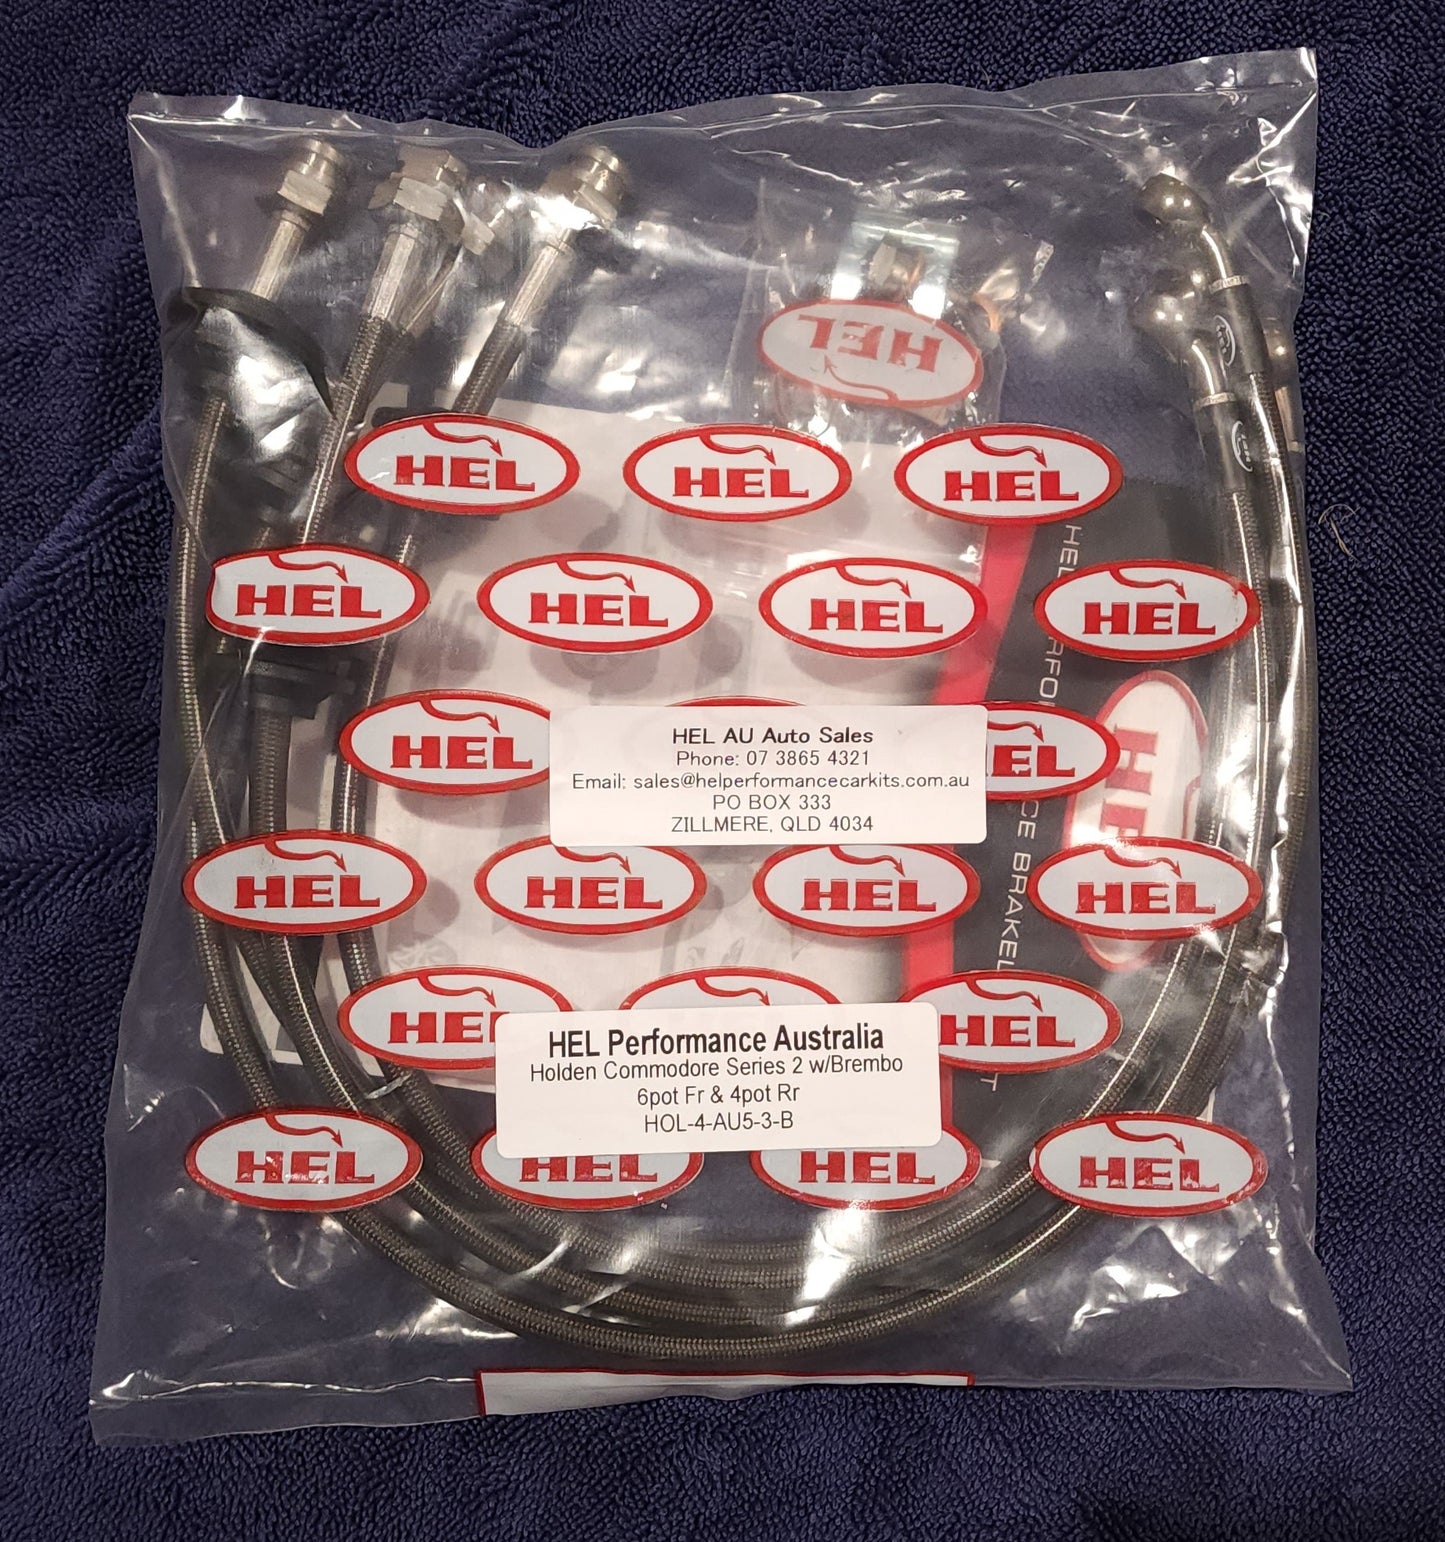 HEL
HEL
HEL
HEL
HEL
HEL
HEL
HEL
HEL
HEL
HEL AU Auto Sales
Phone: 07 3865 4321
Email: sales@helperformancecarkits.com.au
PO BOX 333
ZILLMERE, QLD 4034
HEL
HEL
HEL
HEL
HEL
HEL
HEL Performance Australia
Holden Commodore Series 2 w/Brembo
6pot Fr & 4pot Rr
HOL-4-AU5-3-B
HEL
HEL
HEL
HEL